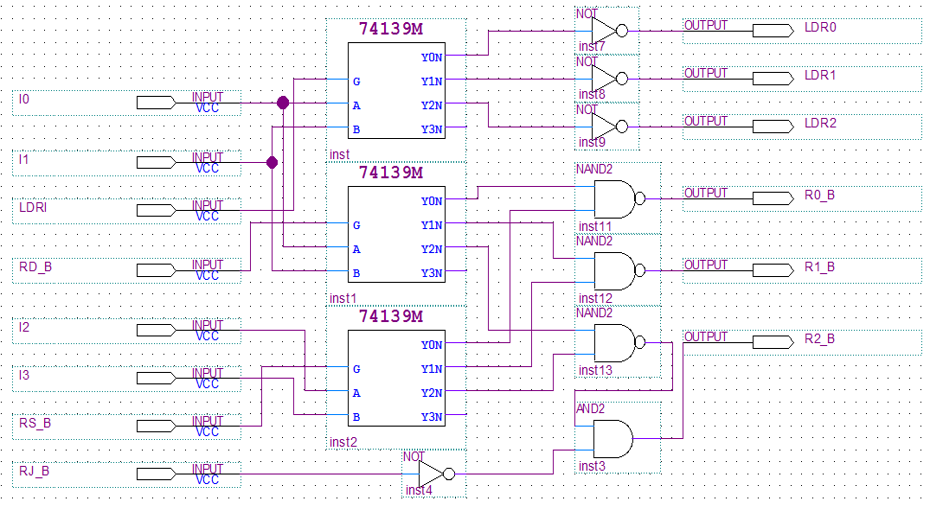 74139M
NOT
inst7
OUTPUT
LDR0
Y0N
G
Y1N
NOT
inst8
OUTPUT
LDR1
I0
INPUT
VCC
A
Y2N
NOT
inst9
OUTPUT
LDR2
B
Y3N
inst
I1
INPUT
VCC
74139M
NAND2
inst11
OUTPUT
R0_B
LDRI
INPUT
VCC
Y0N
G
Y1N
A
Y2N
B
Y3N
inst1
NAND2
inst12
OUTPUT
R1_B
RD_B
INPUT
VCC
74139M
NAND2
inst13
OUTPUT
R2_B
I2
INPUT
VCC
Y0N
G
Y1N
A
Y2N
B
Y3N
inst2
I3
INPUT
VCC
AND2
inst3
RS_B
INPUT
VCC
RJ_B
INPUT
VCC
NOT
inst4